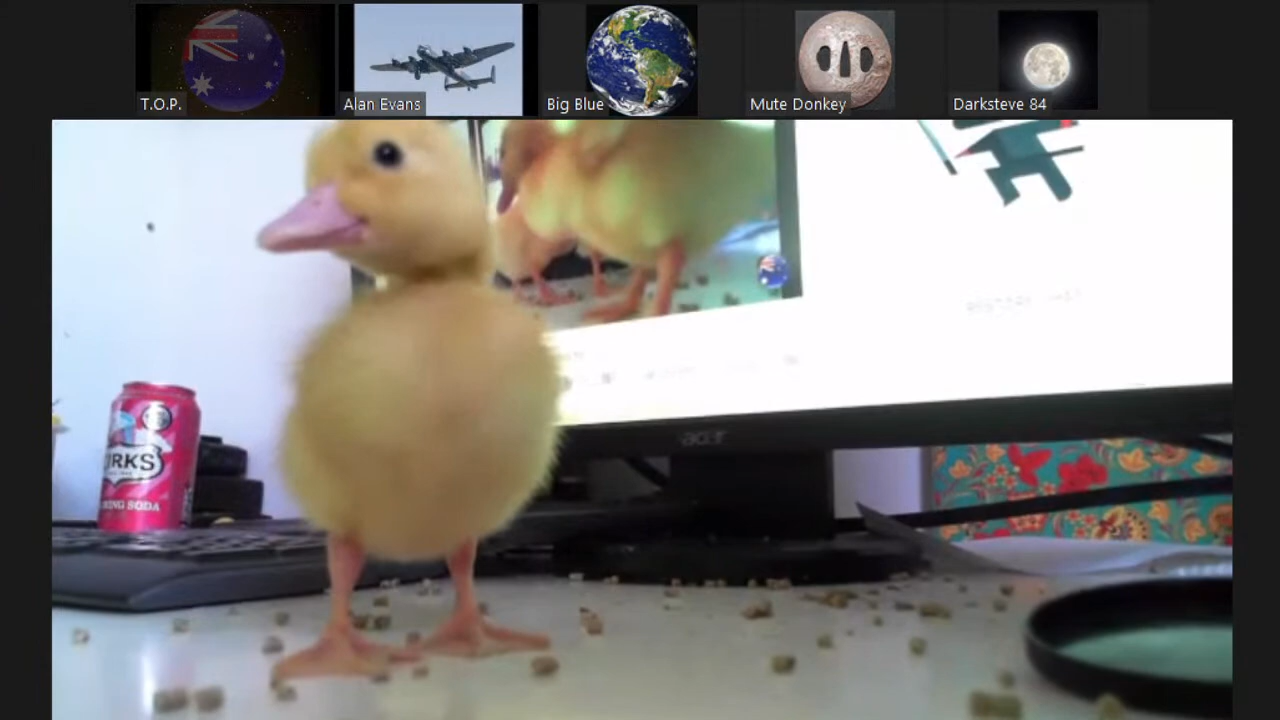 T.O.P.
Alan Evans
Big Blue
Mute Donkey
Darksteve 84
acer
IRKS
ING SODA